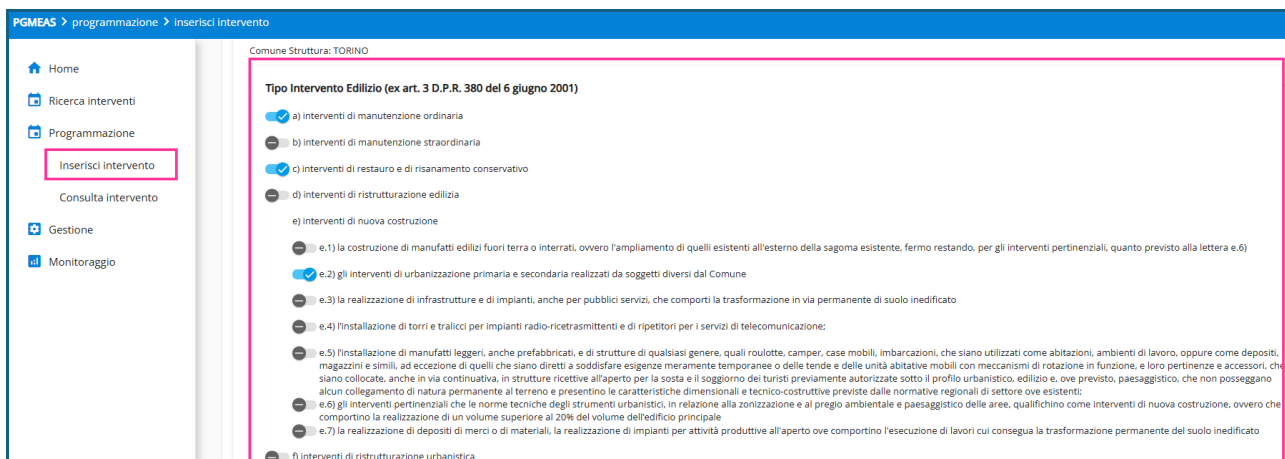 PGMEAS > programmazione > inserisci intervento
Comune Struttura: TORINO
Home
Ricerca interventi
Programmazione
Inserisci intervento
Consulta intervento
Gestione
Monitoraggio
Tipo Intervento Edilizio (ex art. 3 D.P.R. 380 del 6 giugno 2001)
a) interventi di manutenzione ordinaria
b) interventi di manutenzione straordinaria
c) interventi di restauro e di risanamento conservativo
d) interventi di ristrutturazione edilizia
e) interventi di nuova costruzione
e.1) la costruzione di manufatti edilizi fuori terra o interrati, ovvero l'ampliamento di quelli esistenti all'esterno della sagoma esistente, fermo restando, per gli interventi pertinenziali, quanto previsto alla lettera e.6)
e.2) gli interventi di urbanizzazione primaria e secondaria realizzati da soggetti diversi dal Comune
e.3) la realizzazione di infrastrutture e di impianti, anche per pubblici servizi, che comporti la trasformazione in via permanente di suolo inedificato
e.4) l'installazione di torri e tralicci per impianti radio-ricetrasmittenti e di ripetitori per i servizi di telecomunicazione;
e.5) l'installazione di manufatti leggeri, anche prefabbricati, e di strutture di qualsiasi genere, quali roulotte, camper, case mobili, imbarcazioni, che siano utilizzati come abitazioni, ambienti di lavoro, oppure come depositi,
magazzini e simili, ad eccezione di quelli che siano diretti a soddisfare esigenze meramente temporanee o delle tende e delle unità abitative mobili con meccanismi di rotazione in funzione, e loro pertinenze e accessori, che
siano collocate, anche in via continuativa, in strutture ricettive all'aperto per la sosta e il soggiorno dei turisti previamente autorizzate sotto il profilo urbanistico, edilizio e, ove previsto, paesaggistico, che non posseggano
alcun collegamento di natura permanente al terreno e presentino le caratteristiche dimensionali e tecnico-costruttive previste dalle normative regionali di settore ove esistenti;
e.6) gli interventi pertinenziali che le norme tecniche degli strumenti urbanistici, in relazione alla zonizzazione e al pregio ambientale e paesaggistico delle aree, qualifichino come interventi di nuova costruzione, ovvero che
comportino la realizzazione di un volume superiore al 20% del volume dell'edificio principale
e.7) la realizzazione di depositi di merci o di materiali, la realizzazione di impianti per attività produttive all'aperto ove comportino l'esecuzione di lavori cui consegua la trasformazione permanente del suolo inedificato
f) interventi di ristrutturazione urbanistica